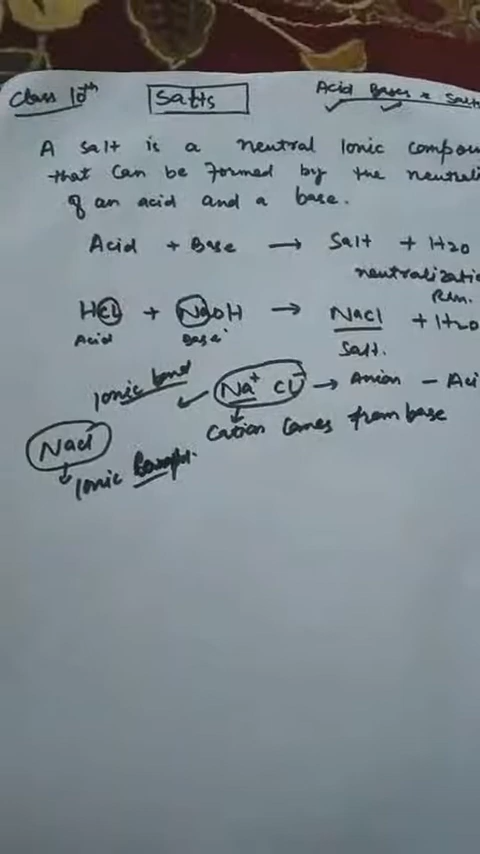 Class 10th Salts Acid Bases & Salts
A salt is a neutral Ionic compou
that can be formed by the neutrali
of an acid and a base.
Acid + Base → Salt + H2O
neutralizatio
Rxn.
HCl + NaOH → NaCl + H2O
Acid Base Salt.
Ionic bond Na+ Cl- → Anion - Aci
Cation comes from base
NaCl
Ionic